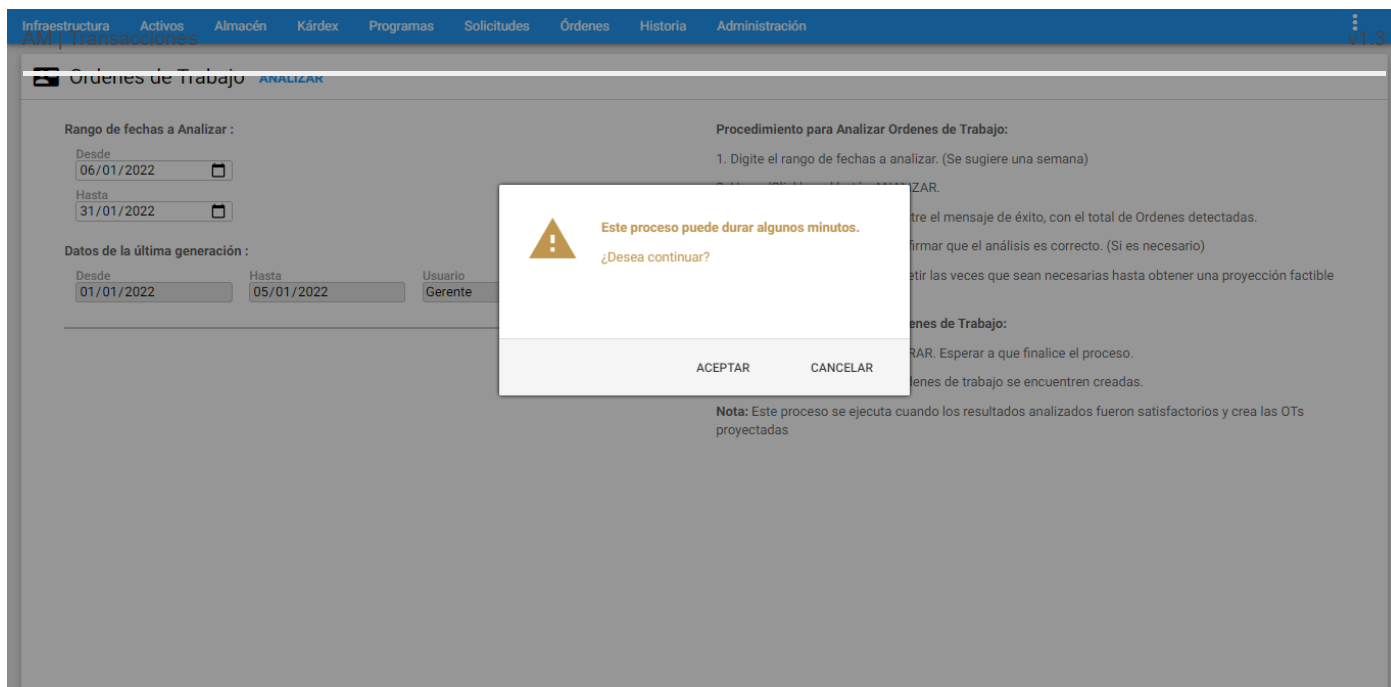 Infraestructura Activos Almacén Kárdex Programas Solicitudes Órdenes Historia Administración
AM | Transacciones v1.3
Ordenes de Trabajo ANALIZAR
Rango de fechas a Analizar :
Desde
06/01/2022
Hasta
31/01/2022
Datos de la última generación :
Desde Hasta Usuario
01/01/2022 05/01/2022 Gerente
Procedimiento para Analizar Ordenes de Trabajo:
1. Digite el rango de fechas a analizar. (Se sugiere una semana)
ZAR.
tre el mensaje de éxito, con el total de Ordenes detectadas.
firmar que el análisis es correcto. (Si es necesario)
etir las veces que sean necesarias hasta obtener una proyección factible
enes de Trabajo:
RAR. Esperar a que finalice el proceso.
enes de trabajo se encuentren creadas.
Nota: Este proceso se ejecuta cuando los resultados analizados fueron satisfactorios y crea las OTs
proyectadas
Este proceso puede durar algunos minutos.
¿Desea continuar?
ACEPTAR CANCELAR